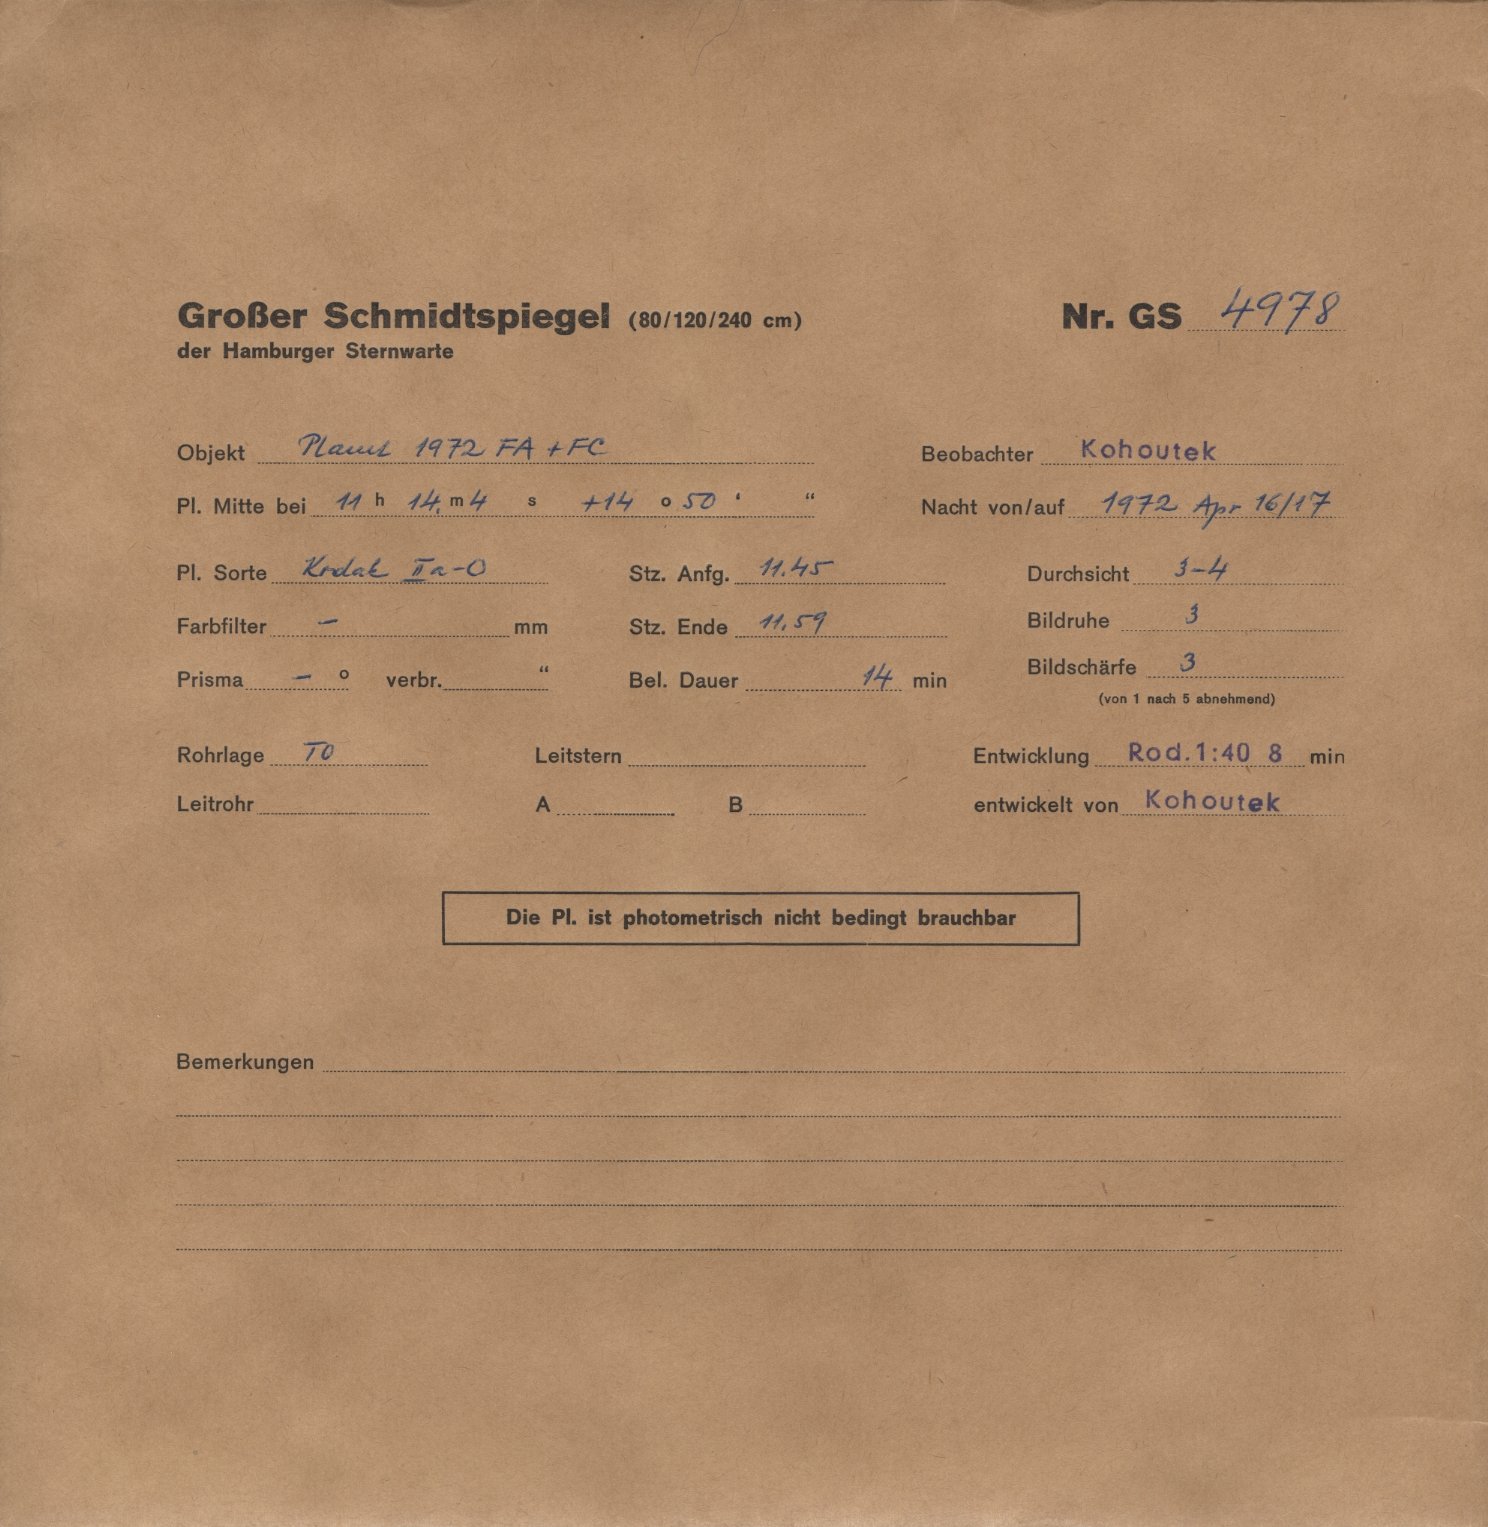 Großer Schmidtspiegel (80/120/240 cm) Nr. GS 4978
der Hamburger Sternwarte
Objekt Planet 1972 FA + FC Beobachter Kohoutek
Pl. Mitte bei 11 h 14. m 4 s +14 o 50 ‘ “ Nacht von/auf 1972 Apr 16/17
Pl. Sorte Kodak IIa-O Stz. Anfg. 11.45 Durchsicht 3-4
Farbfilter – mm Stz. Ende 11.59 Bildruhe 3
Prisma – o verbr. “ Bel. Dauer 14 min Bildschärfe 3
(von 1 nach 5 abnehmend)
Rohrlage TO Leitstern Entwicklung Rod.1:40 8 min
Leitrohr A B entwickelt von Kohoutek
Die Pl. ist photometrisch nicht bedingt brauchbar
Bemerkungen